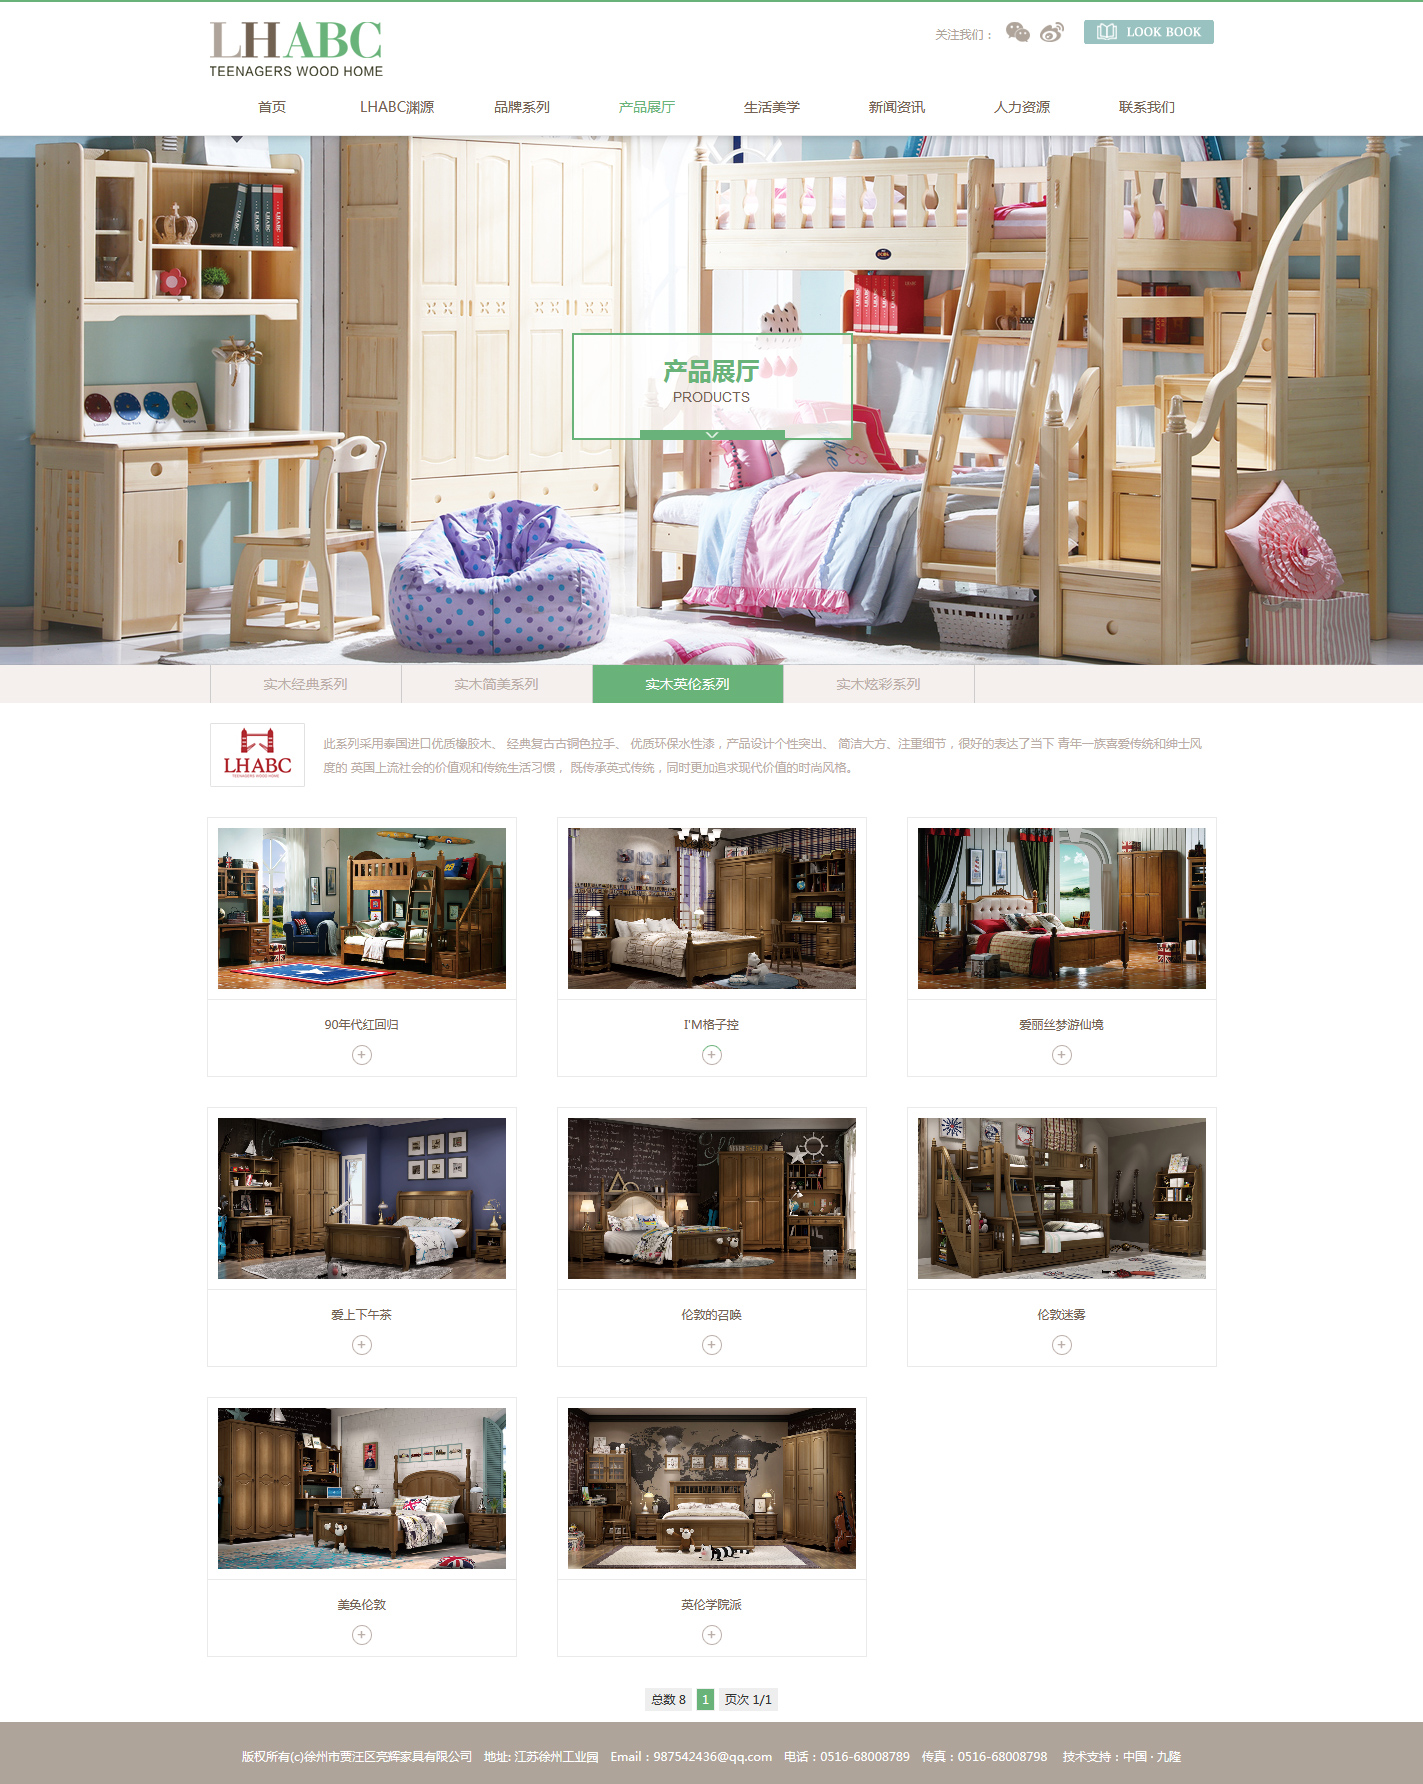 LHABC
TEENAGERS WOOD HOME
关注我们：
LOOK BOOK
首页 LHABC渊源 品牌系列 产品展厅 生活美学 新闻资讯 人力资源 联系我们
产品展厅
PRODUCTS
实木经典系列 实木简美系列 实木英伦系列 实木炫彩系列
LHABC
TEENAGERS WOOD HOME
此系列采用泰国进口优质橡胶木、 经典复古古铜色拉手、 优质环保水性漆，产品设计个性突出、 简洁大方、注重细节，很好的表达了当下 青年一族喜爱传统和绅士风
度的 英国上流社会的价值观和传统生活习惯， 既传承英式传统，同时更加追求现代价值的时尚风格。
90年代红回归 I'M格子控 爱丽丝梦游仙境
爱上下午茶 伦敦的召唤 伦敦迷雾
美奂伦敦 英伦学院派
总数 8 1 页次 1/1
版权所有(c)徐州市贾汪区亮辉家具有限公司 地址: 江苏徐州工业园 Email：987542436@qq.com 电话：0516-68008789 传真：0516-68008798 技术支持：中国 · 九隆